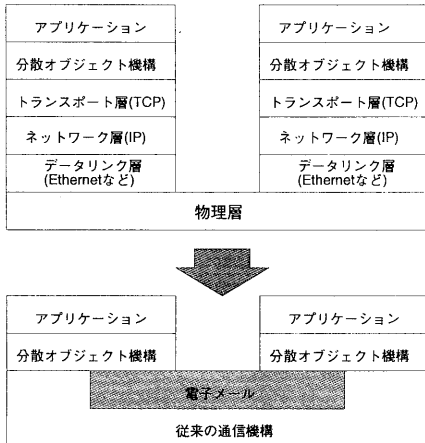 アプリケーション
アプリケーション
分散オブジェクト機構
分散オブジェクト機構
トランスポート層(TCP)
トランスポート層(TCP)
ネットワーク層(IP)
ネットワーク層(IP)
データリンク層
(Ethernetなど)
データリンク層
(Ethernetなど)
物理層
アプリケーション
アプリケーション
分散オブジェクト機構
分散オブジェクト機構
電子メール
従来の通信機構